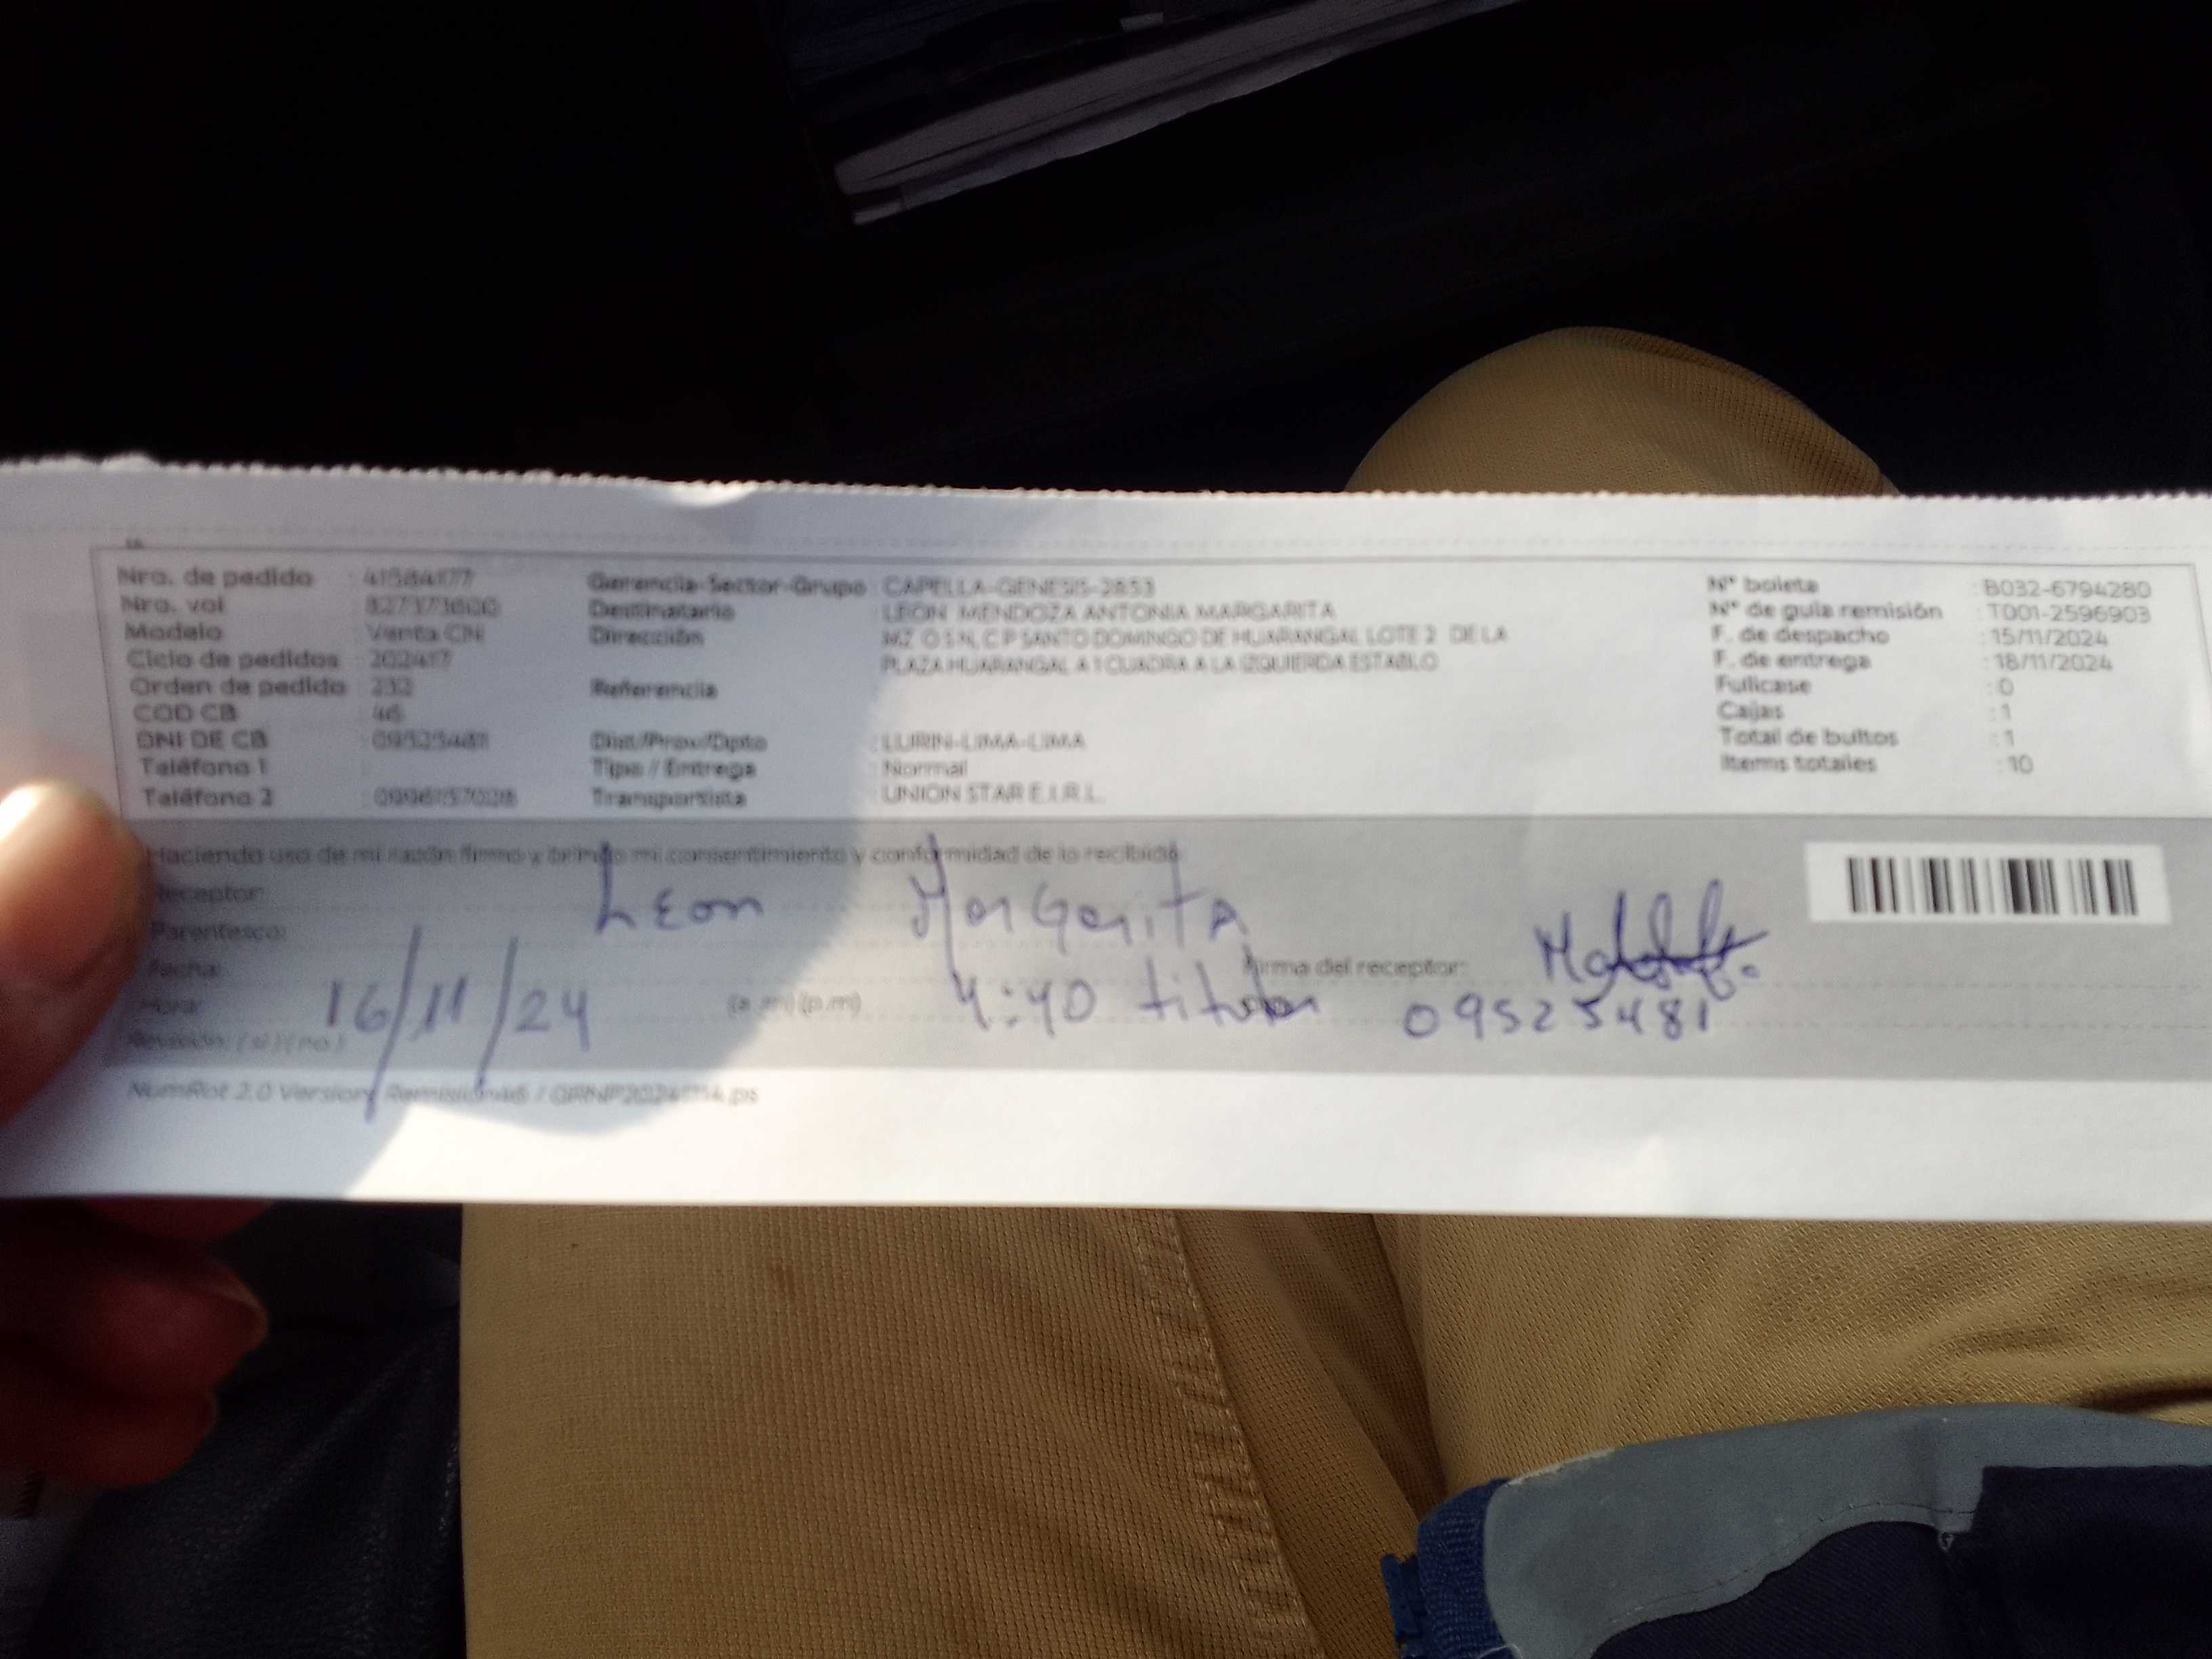 Nro. de pedido : 41584177
Nro. vol : 827373600
Modelo : Venta CN
Ciclo de pedidos : 202417
Orden de pedido : 232
COD CB : 46
DNI DE CB : 09525481
Teléfono 1 :
Teléfono 2
Gerencia-Sector-Grupo : CAPELLA-GENESIS-2853
Destinatario : LEON MENDOZA ANTONIA MARGARITA
Dirección : MZ O S N, C P SANTO DOMINGO DE HUARANGAL LOTE 2 DE LA
PLAZA HUARANGAL A 1 CUADRA A LA IZQUIERDA ESTABLO
Referencia
Dist/Prov/Dpto : LURIN-LIMA-LIMA
Tipo / Entrega : Normal
Transportista : UNION STAR E.I.R.L.
N° boleta : B032-6794280
N° de guía remisión : T001-2596903
F. de despacho : 15/11/2024
F. de entrega : 18/11/2024
Fullcase : 0
Cajas : 1
Total de bultos : 1
Items totales : 10
Haciendo uso de mi razón firmo y brindo mi consentimiento y conformidad de lo recibido
Receptor: Leon Margarita
Parentesco:
Fecha: Firma del receptor:
Hora: 16/11/24 (a.m) (p.m) 4:40 titular 09525481
Revisión: ( si ) ( no )
NumRot 2.0 Version